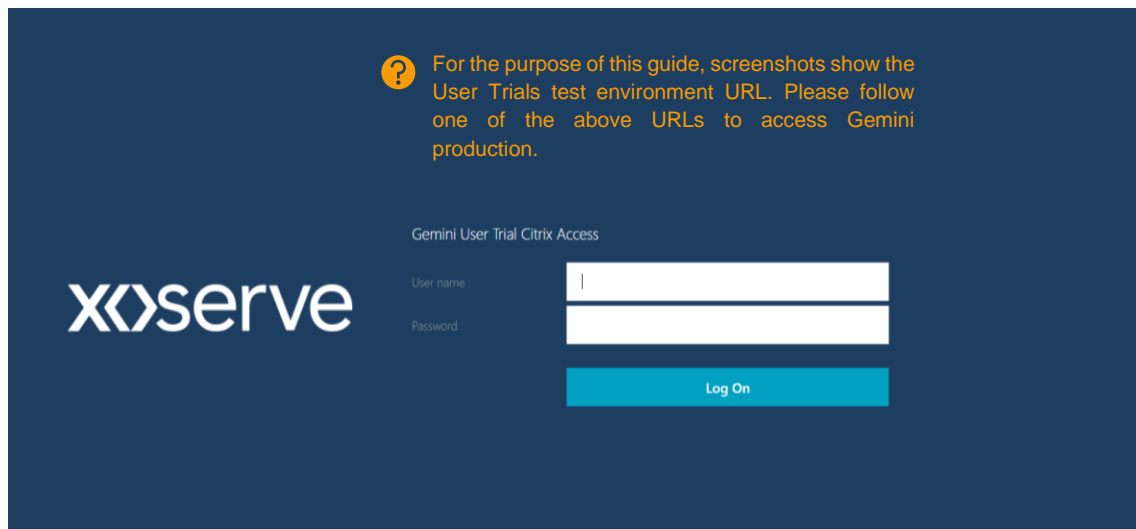 For the purpose of this guide, screenshots show the
User Trials test environment URL. Please follow
one of the above URLs to access Gemini
production.
Gemini User Trial Citrix Access
User name :
xoserve
Password :
Log On